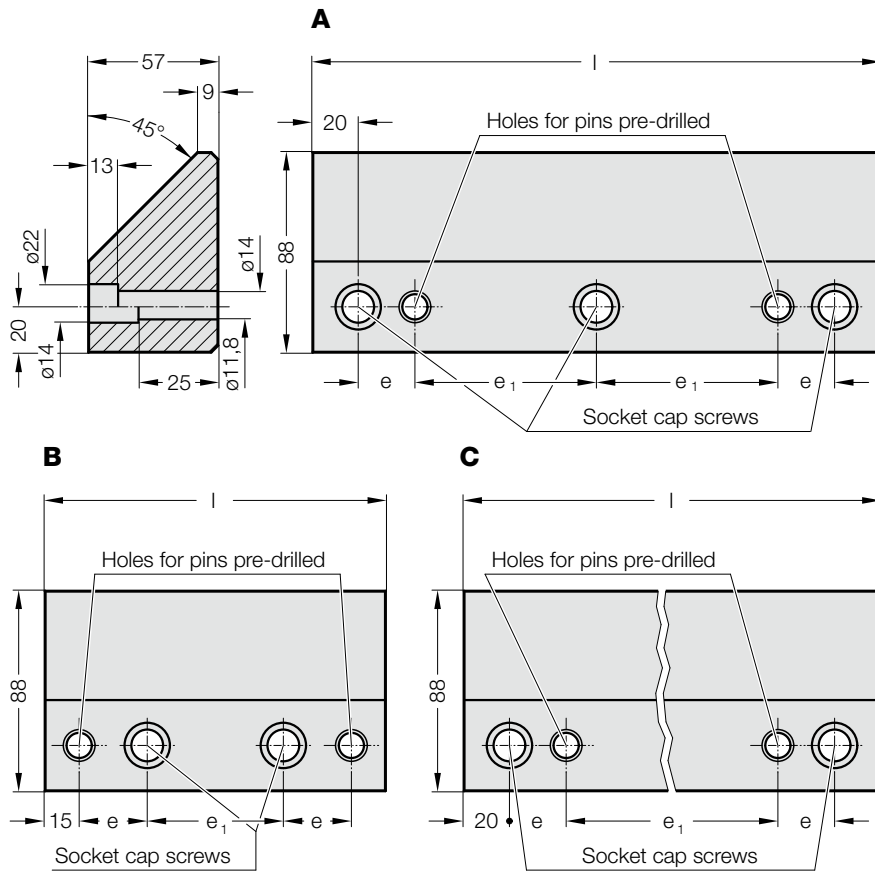 A
57
l
9
20
Holes for pins pre-drilled
45°
13
ø22
ø14
88
20
ø14
25
ø11,8
e
e1
e1
e
Socket cap screws
B
C
l
l
Holes for pins pre-drilled
Holes for pins pre-drilled
88
88
15
e
e1
e
20
e
e1
e
Socket cap screws
Socket cap screws